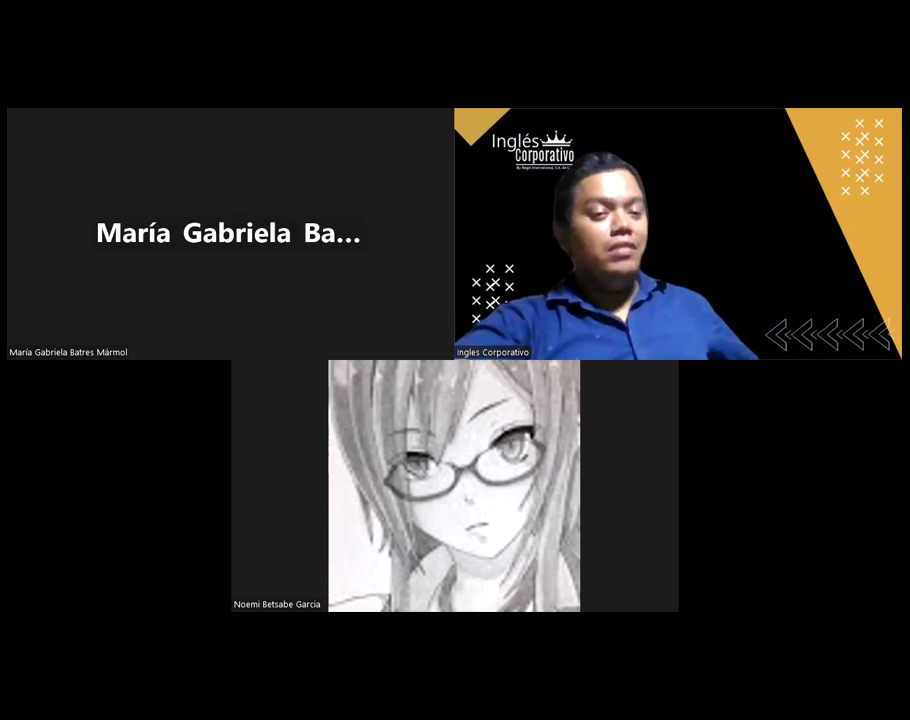 María Gabriela Ba...
María Gabriela Batres Mármol
Inglés
Corporativo
Ingles Corporativo
Noemi Betsabe Garcia